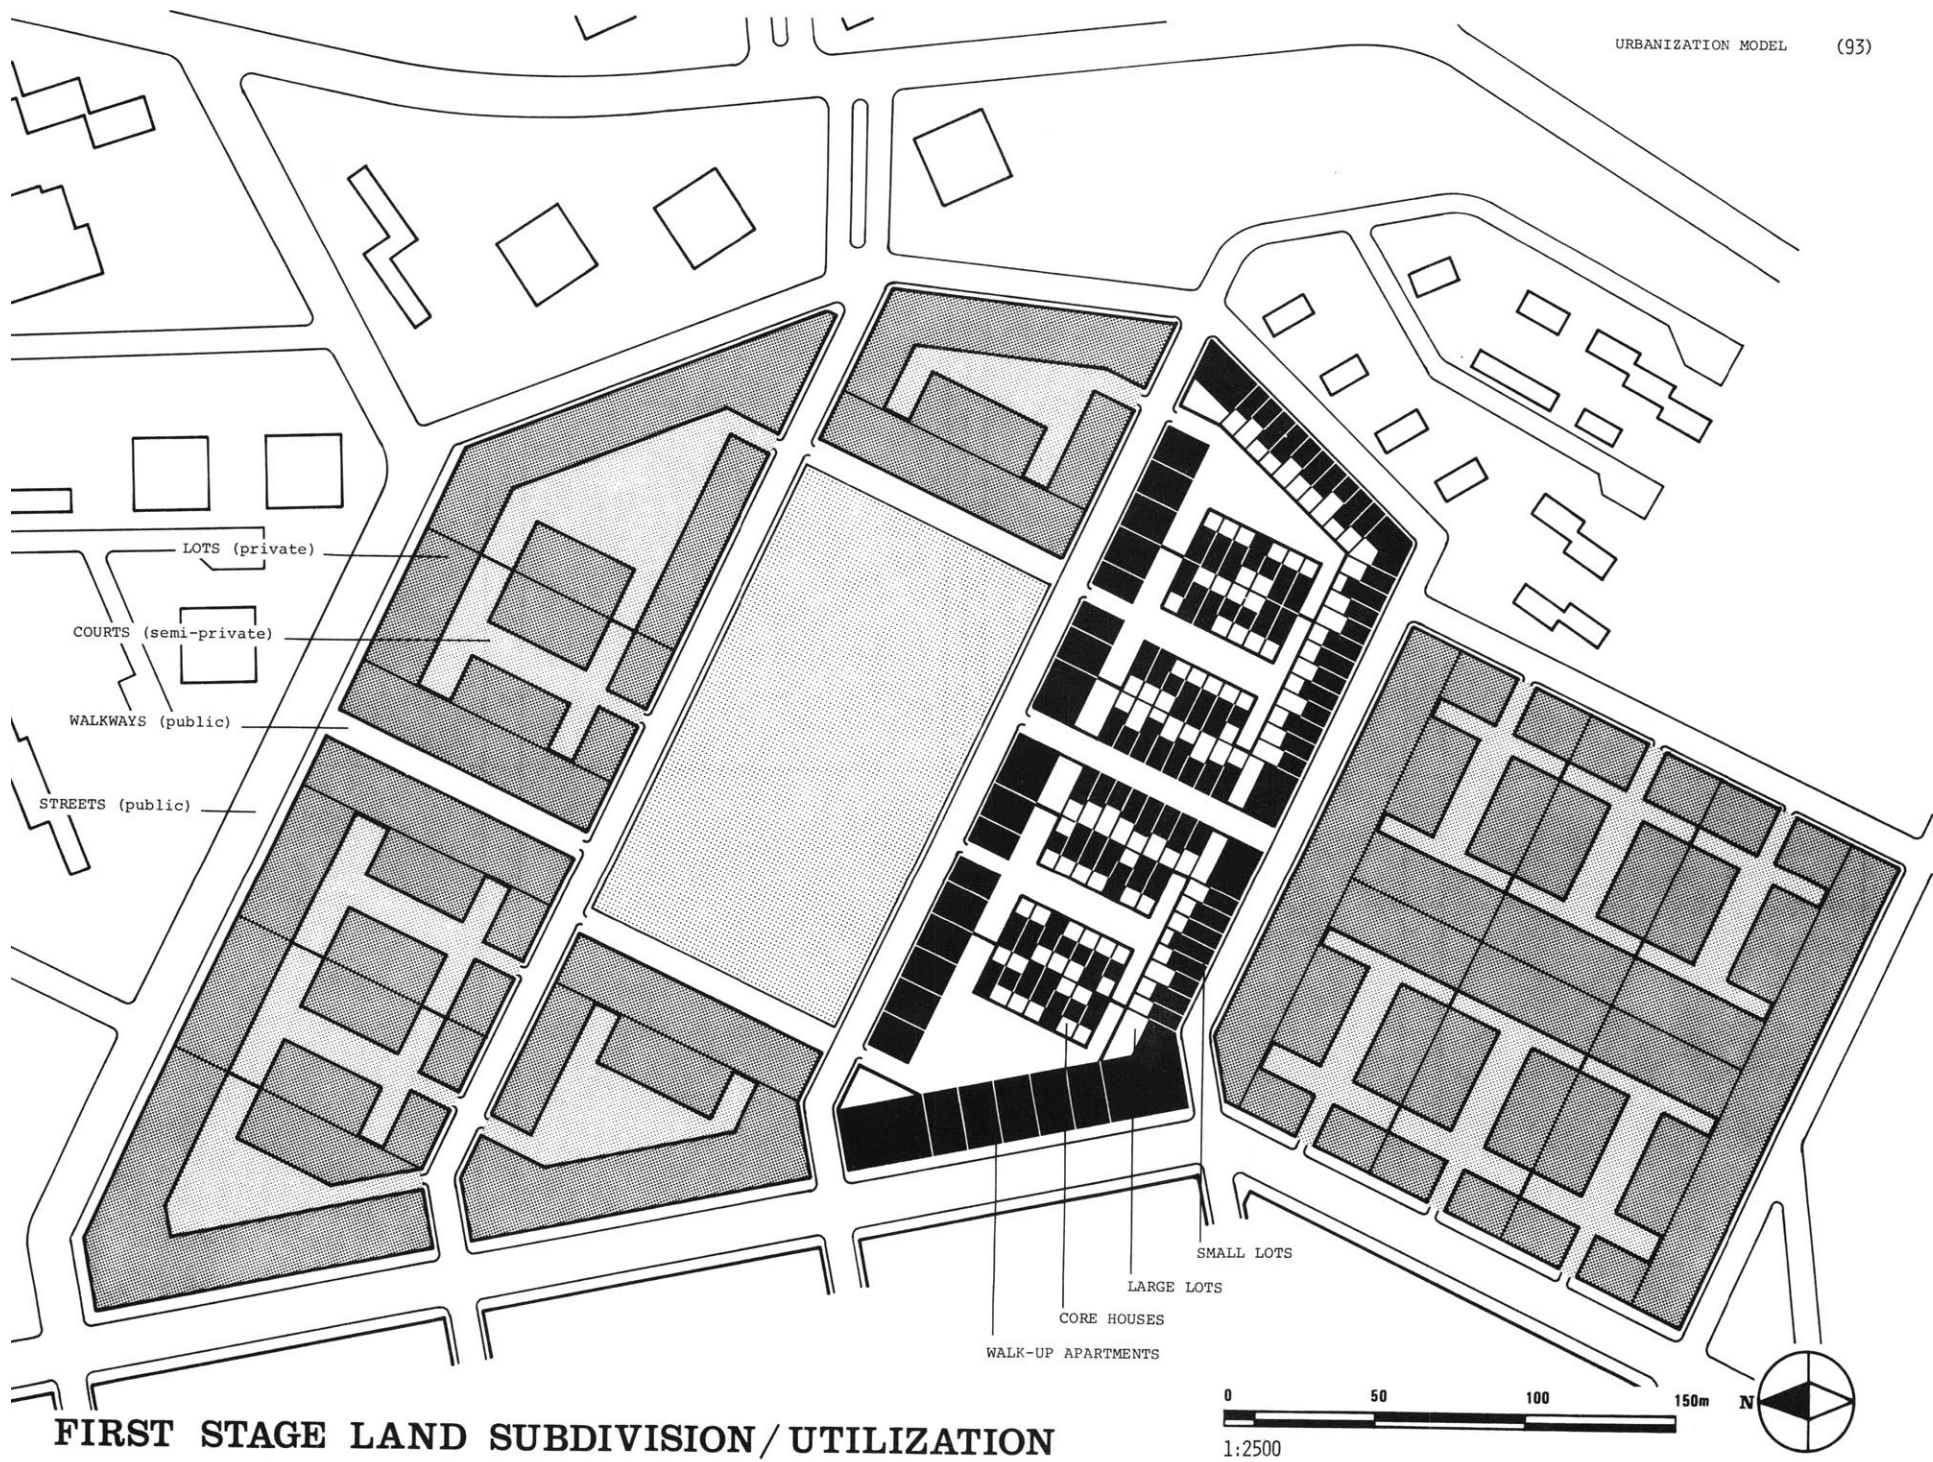 URBANIZATION MODEL (93)
LOTS (private)
COURTS (semi-private)
WALKWAYS (public)
STREETS (public)
SMALL LOTS
LARGE LOTS
CORE HOUSES
WALK-UP APARTMENTS
0 50 100 150m
N
1:2500
FIRST STAGE LAND SUBDIVISION/UTILIZATION